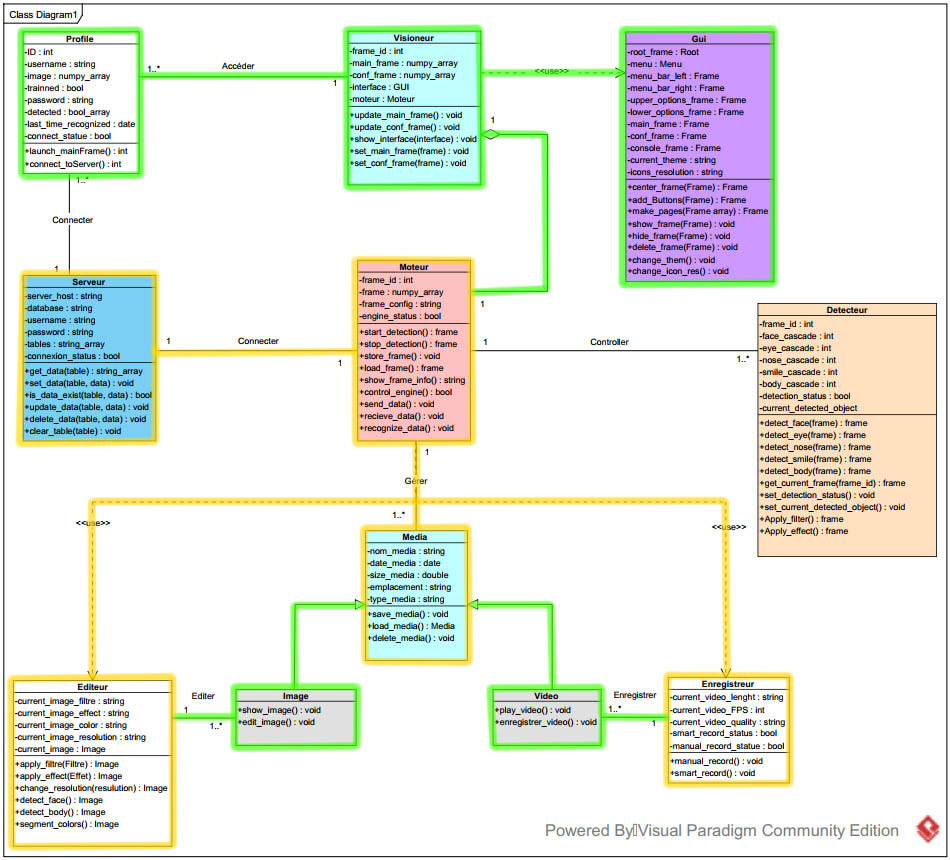 Class Diagram1
Profile
-ID : int
-username : string
-image : numpy_array
-trainned : bool
-password : string
-detected : bool_array
-last_time_recognized : date
-connect_status : bool
+launch_mainFrame() : int
+connect_toServer() : int
1..*
Accéder
1
Visioneur
-frame_id : int
-main_frame : numpy_array
-conf_frame : numpy_array
-interface : GUI
-moteur : Moteur
+update_main_frame() : void
+update_conf_frame() : void
+show_interface(interface) : void
+set_main_frame(frame) : void
+set_conf_frame(frame) : void
<<use>>
1
Gui
-root_frame : Root
-menu : Menu
-menu_bar_left : Frame
-menu_bar_right : Frame
-upper_options_frame : Frame
-lower_options_frame : Frame
-main_frame : Frame
-conf_frame : Frame
-console_frame : Frame
-current_theme : string
-icons_resolution : string
+center_frame(Frame) : Frame
+add_Buttons(Frame) : Frame
+make_pages(Frame array) : Frame
+show_frame(Frame) : void
+hide_frame(Frame) : void
+delete_frame(Frame) : void
+change_them() : void
+change_icon_res() : void
1..*
Connecter
1
Serveur
-server_host : string
-database : string
-username : string
-password : string
-tables : string_array
-connexion_status : bool
+get_data(table) : string_array
+set_data(table, data) : void
+is_data_exist(table, data) : bool
+update_data(table, data) : void
+delete_data(table, data) : void
+clear_table(table) : void
1
Connecter
1
Moteur
-frame_id : int
-frame : numpy_array
-frame_config : string
-engine_status : bool
+start_detection() : frame
+stop_detection() : frame
+store_frame() : void
+load_frame() : frame
+show_frame_info() : string
+control_engine() : bool
+send_data() : void
+recieve_data() : void
+recognize_data() : void
1
1
Controller
1..*
Detecteur
-frame_id : int
-face_cascade : int
-eye_cascade : int
-nose_cascade : int
-smile_cascade : int
-body_cascade : int
-detection_status : bool
-current_detected_object
+detect_face(frame) : frame
+detect_eye(frame) : frame
+detect_nose(frame) : frame
+detect_smile(frame) : frame
+detect_body(frame) : frame
+get_current_frame(frame_id) : frame
+set_detection_status() : void
+set_current_detected_object() : void
+Apply_filter() : frame
+Apply_effect() : frame
1
Gérer
1..*
<<use>>
<<use>>
Media
-nom_media : string
-date_media : date
-size_media : double
-emplacement : string
-type_media : string
+save_media() : void
+load_media() : Media
+delete_media() : void
Editeur
-current_image_filtre : string
-current_image_effect : string
-current_image_color : string
-current_image_resolution : string
-current_image : Image
+apply_filtre(Filtre) : Image
+apply_effect(Effet) : Image
+change_resolution(resulution) : Image
+detect_face() : Image
+detect_body() : Image
+segment_colors() : Image
Editer
1
1..*
Image
+show_image() : void
+edit_image() : void
Video
+play_video() : void
+enregistrer_video() : void
Enregistrer
1..*
1
Enregistreur
-current_video_lenght : string
-current_video_FPS : int
-current_video_quality : string
-smart_record_status : bool
-manual_record_statue : bool
+manual_record() : void
+smart_record() : void
Powered By Visual Paradigm Community Edition